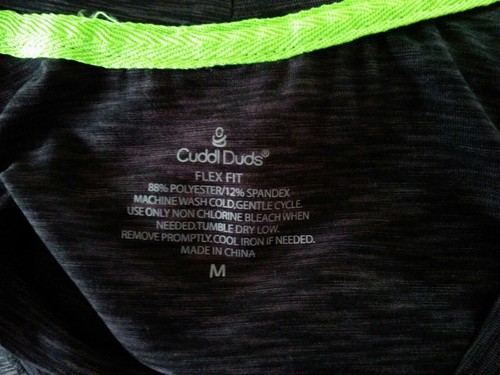 Cuddl Duds®
FLEX FIT
88% POLYESTER/12% SPANDEX
MACHINE WASH COLD,GENTLE CYCLE.
USE ONLY NON CHLORINE BLEACH WHEN
NEEDED.TUMBLE DRY LOW.
REMOVE PROMPTLY.COOL IRON IF NEEDED.
MADE IN CHINA
M